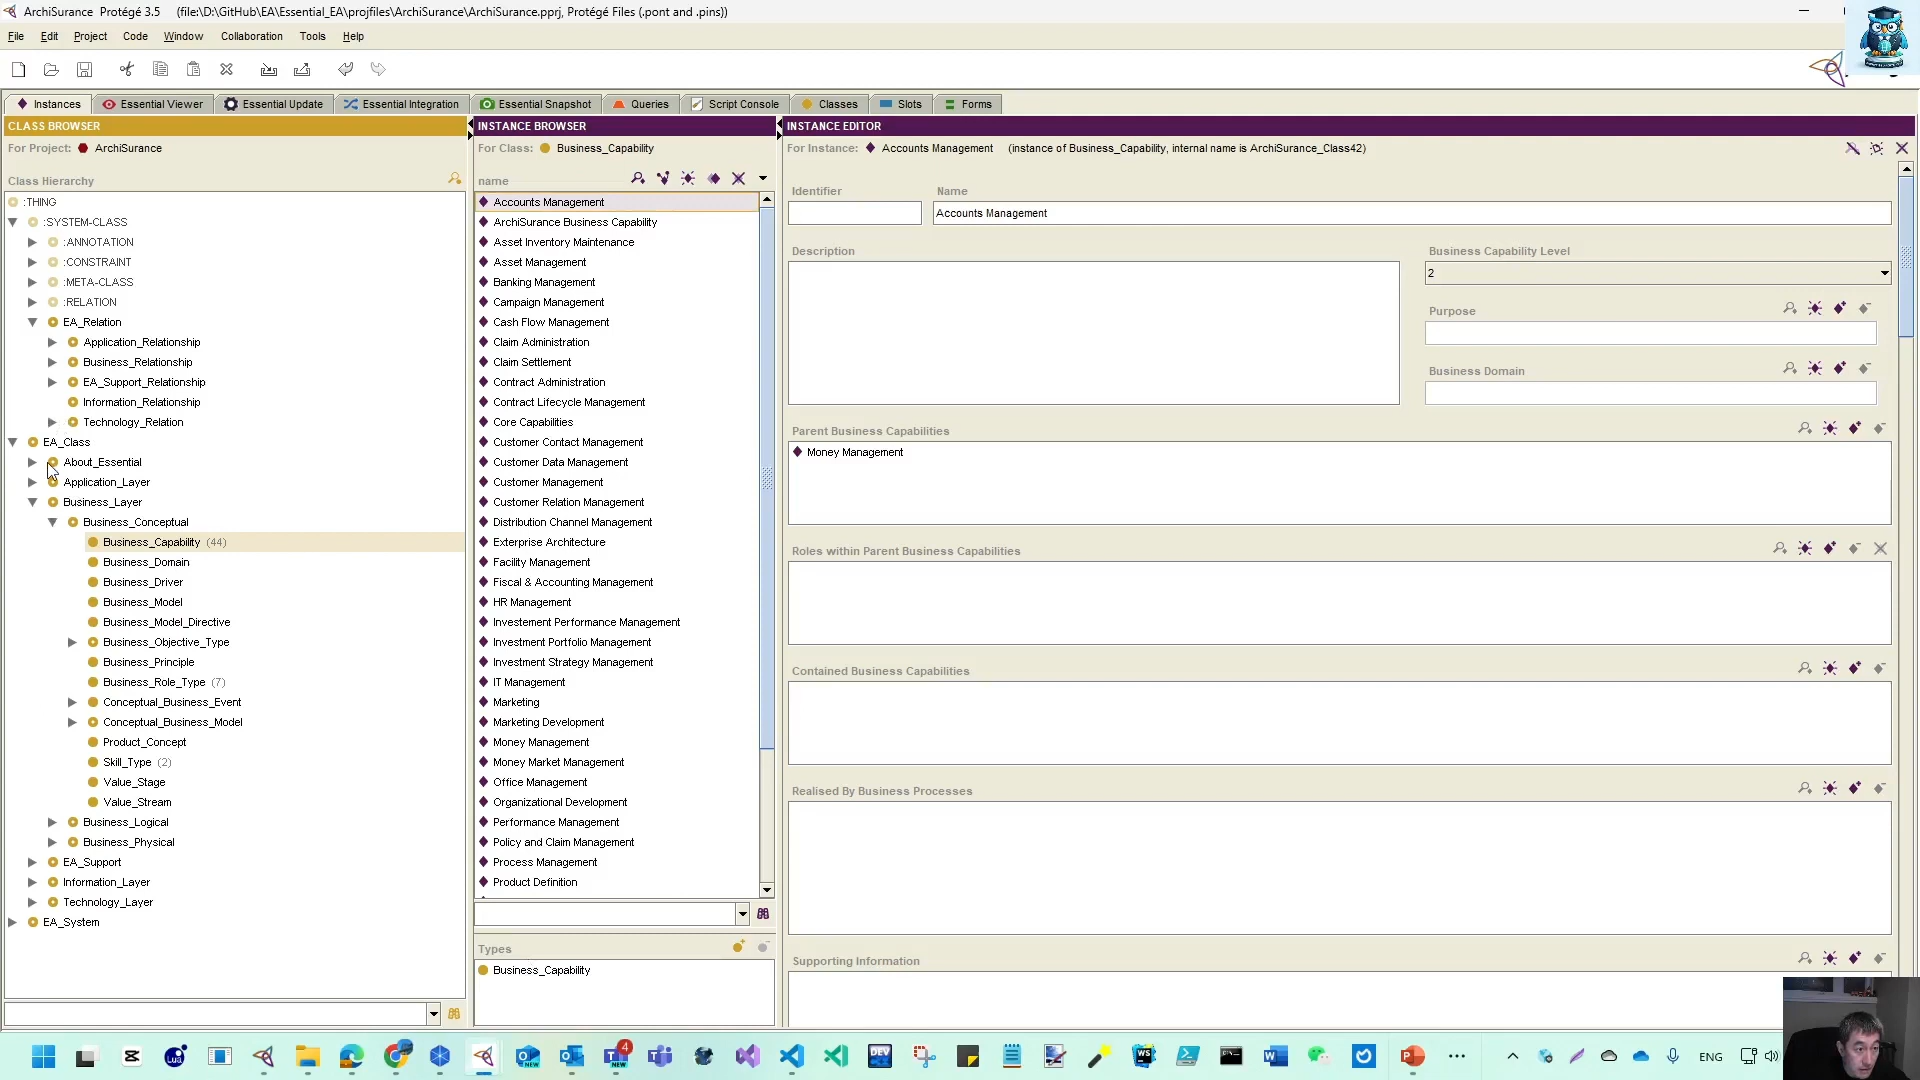 ArchiSurance Protégé 3.5 (file:\D:\GitHub\EA\Essential_EA\projfiles\ArchiSurance\ArchiSurance.pprj, Protégé Files (.pont and .pins))
File Edit Project Code Window Collaboration Tools Help
Instances Essential Viewer Essential Update Essential Integration Essential Snapshot Queries Script Console Classes Slots Forms
CLASS BROWSER
For Project: ArchiSurance
Class Hierarchy
:THING
:SYSTEM-CLASS
:ANNOTATION
:CONSTRAINT
:META-CLASS
:RELATION
EA_Relation
Application_Relationship
Business_Relationship
EA_Support_Relationship
Information_Relationship
Technology_Relation
EA_Class
About_Essential
Application_Layer
Business_Layer
Business_Conceptual
Business_Capability (44)
Business_Domain
Business_Driver
Business_Model
Business_Model_Directive
Business_Objective_Type
Business_Principle
Business_Role_Type (7)
Conceptual_Business_Event
Conceptual_Business_Model
Product_Concept
Skill_Type (2)
Value_Stage
Value_Stream
Business_Logical
Business_Physical
EA_Support
Information_Layer
Technology_Layer
EA_System
INSTANCE BROWSER
For Class: Business_Capability
name
Accounts Management
ArchiSurance Business Capability
Asset Inventory Maintenance
Asset Management
Banking Management
Campaign Management
Cash Flow Management
Claim Administration
Claim Settlement
Contract Administration
Contract Lifecycle Management
Core Capabilities
Customer Contact Management
Customer Data Management
Customer Management
Customer Relation Management
Distribution Channel Management
Enterprise Architecture
Facility Management
Fiscal & Accounting Management
HR Management
Investement Performance Management
Investment Portfolio Management
Investment Strategy Management
IT Management
Marketing
Marketing Development
Money Management
Money Market Management
Office Management
Organizational Development
Performance Management
Policy and Claim Management
Process Management
Product Definition
Types
Business_Capability
INSTANCE EDITOR
For Instance: Accounts Management (instance of Business_Capability, internal name is ArchiSurance_Class42)
Identifier
Name
Accounts Management
Description
Business Capability Level
2
Purpose
Business Domain
Parent Business Capabilities
Money Management
Roles within Parent Business Capabilities
Contained Business Capabilities
Realised By Business Processes
Supporting Information
Lua
NEW
4
DEV
WS
ENG